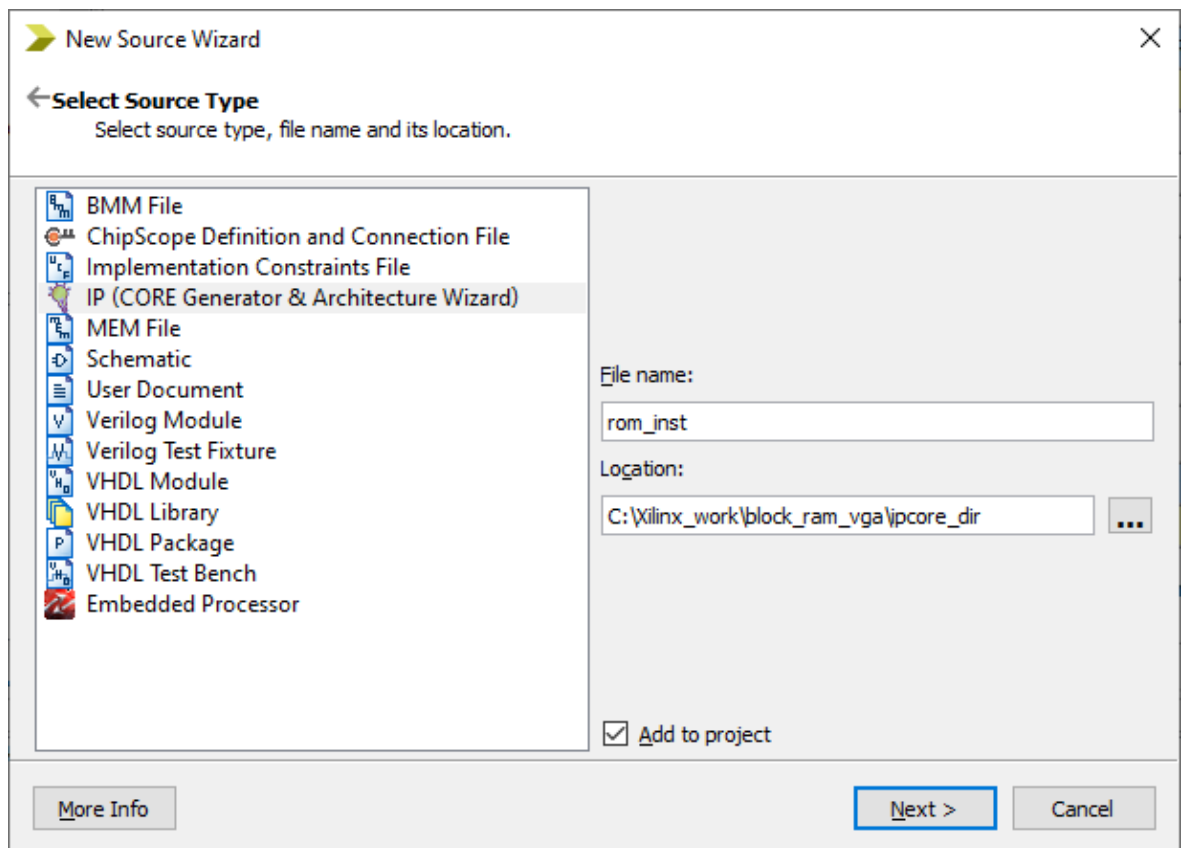 New Source Wizard
Select Source Type
Select source type, file name and its location.
BMM File
ChipScope Definition and Connection File
Implementation Constraints File
IP (CORE Generator & Architecture Wizard)
MEM File
Schematic
User Document
Verilog Module
Verilog Test Fixture
VHDL Module
VHDL Library
VHDL Package
VHDL Test Bench
Embedded Processor
File name:
rom_inst
Location:
C:\Xilinx_work\block_ram_vga\ipcore_dir
...
Add to project
More Info
Next >
Cancel